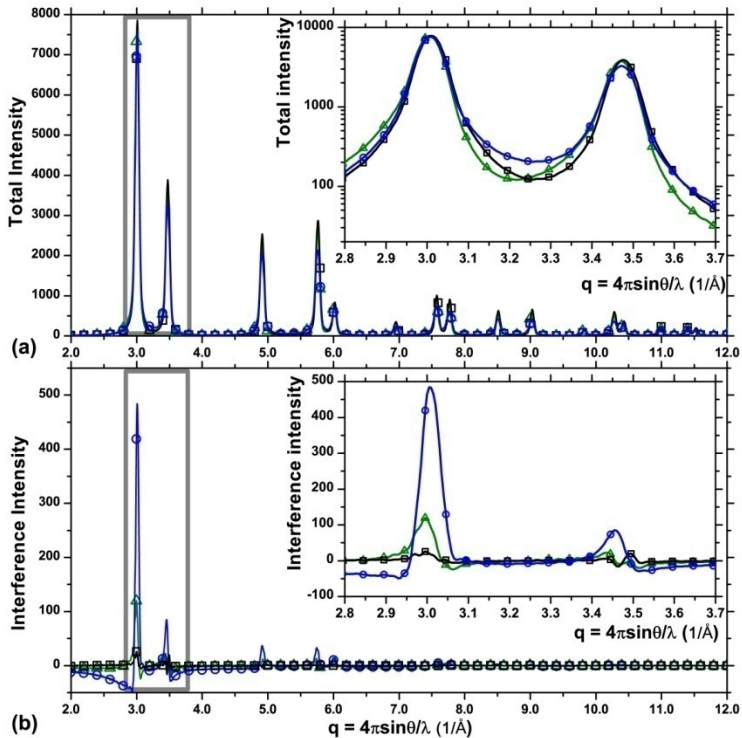 8000
7000
6000
5000
4000
3000
2000
1000
0
Total Intensity
10000
1000
100
Total intensity
2.8 2.9 3.0 3.1 3.2 3.3 3.4 3.5 3.6 3.7
q = 4πsinθ/λ (1/Å)
(a)
2.0 3.0 4.0 5.0 6.0 7.0 8.0 9.0 10.0 11.0 12.0
500
400
300
200
100
0
Interference Intensity
500
400
300
200
100
0
-100
Interference intensity
2.8 2.9 3.0 3.1 3.2 3.3 3.4 3.5 3.6 3.7
q = 4πsinθ/λ (1/Å)
(b)
2.0 3.0 4.0 5.0 6.0 7.0 8.0 9.0 10.0 11.0 12.0
q = 4πsinθ/λ (1/Å)